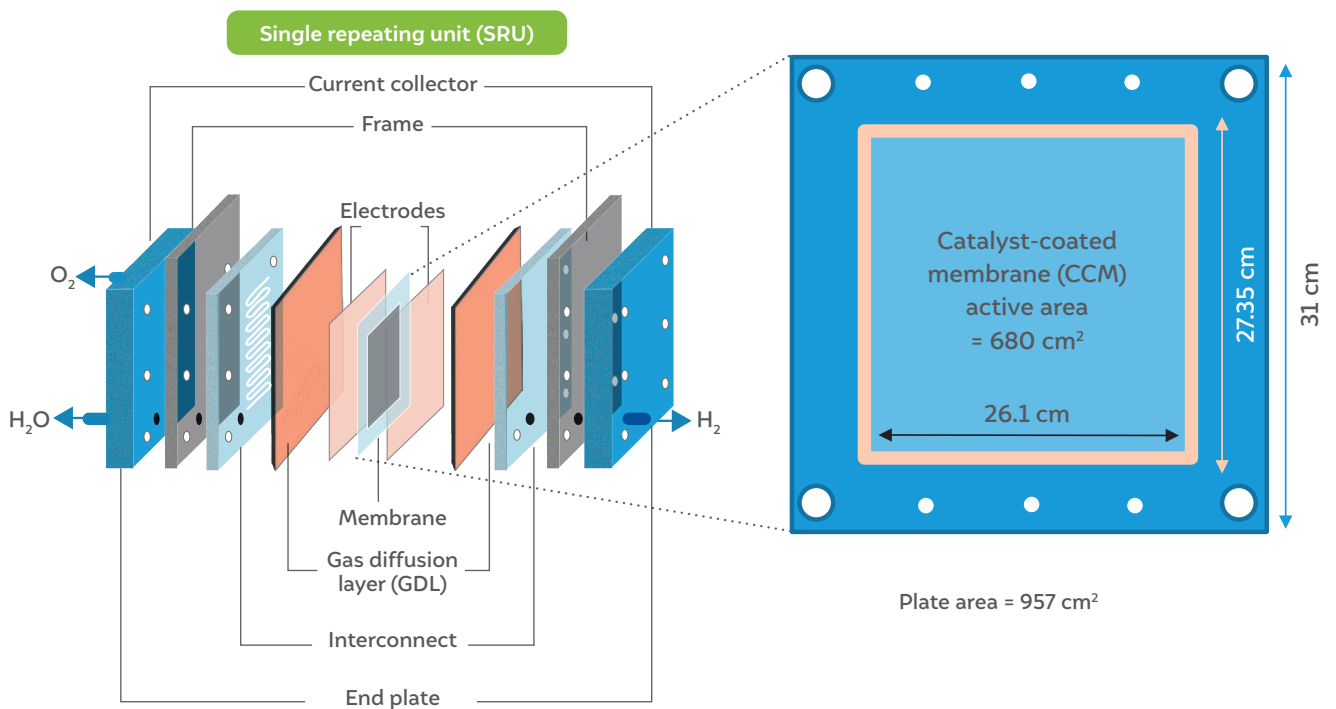 Single repeating unit (SRU)
Current collector
Frame
Electrodes
O₂
H₂O
H₂
Membrane
Gas diffusion
layer (GDL)
Interconnect
End plate
Catalyst-coated
membrane (CCM)
active area
= 680 cm²
26.1 cm
27.35 cm
31 cm
Plate area = 957 cm²